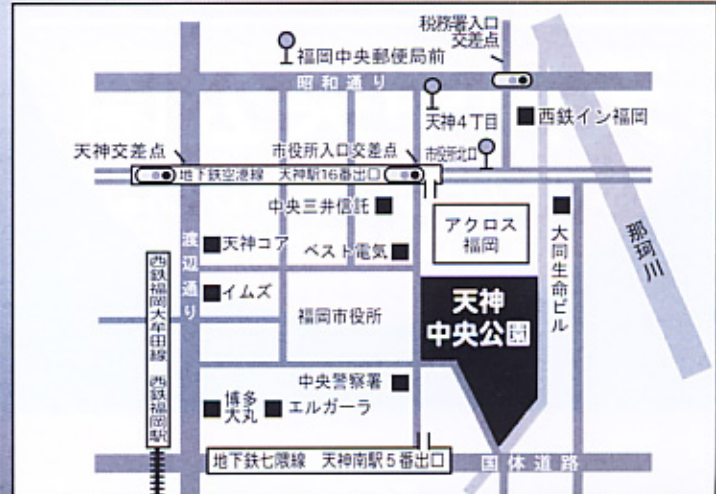 税務署入口
交差点
福岡中央郵便局前
昭和通り
天神4丁目
西鉄イン福岡
天神交差点
市役所入口交差点
市役所北口
地下鉄空港線 天神駅16番出口
中央三井信託
アクロス
福岡
渡辺通り
天神コア
ベスト電気
大同生命ビル
那珂川
イムズ
福岡市役所
天神
中央公園
西鉄福岡大牟田線 西鉄福岡駅
中央警察署
博多
大丸
エルガーラ
地下鉄七隈線 天神南駅5番出口
国体道路